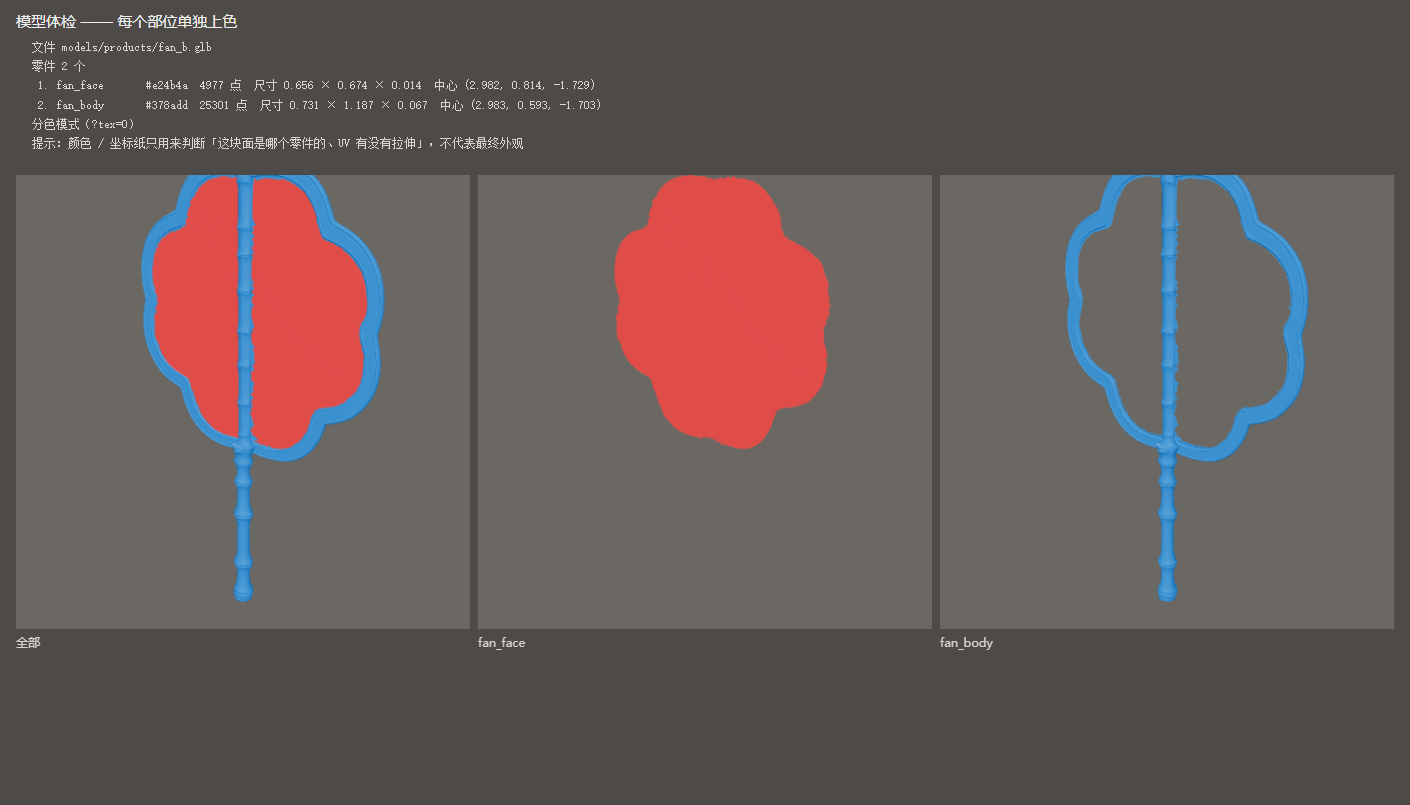 模型体检 —— 每个部位单独上色
文件 models/products/fan_b.glb
零件 2 个
1. fan_face #e24b4a 4977 点 尺寸 0.656 × 0.674 × 0.014 中心 (2.982, 0.814, -1.729)
2. fan_body #378add 25301 点 尺寸 0.731 × 1.187 × 0.067 中心 (2.983, 0.593, -1.703)
分色模式 (?tex=0)
提示: 颜色 / 坐标纸只用来判断「这块面是哪个零件的、UV 有没有拉伸」, 不代表最终外观
全部
fan_face
fan_body